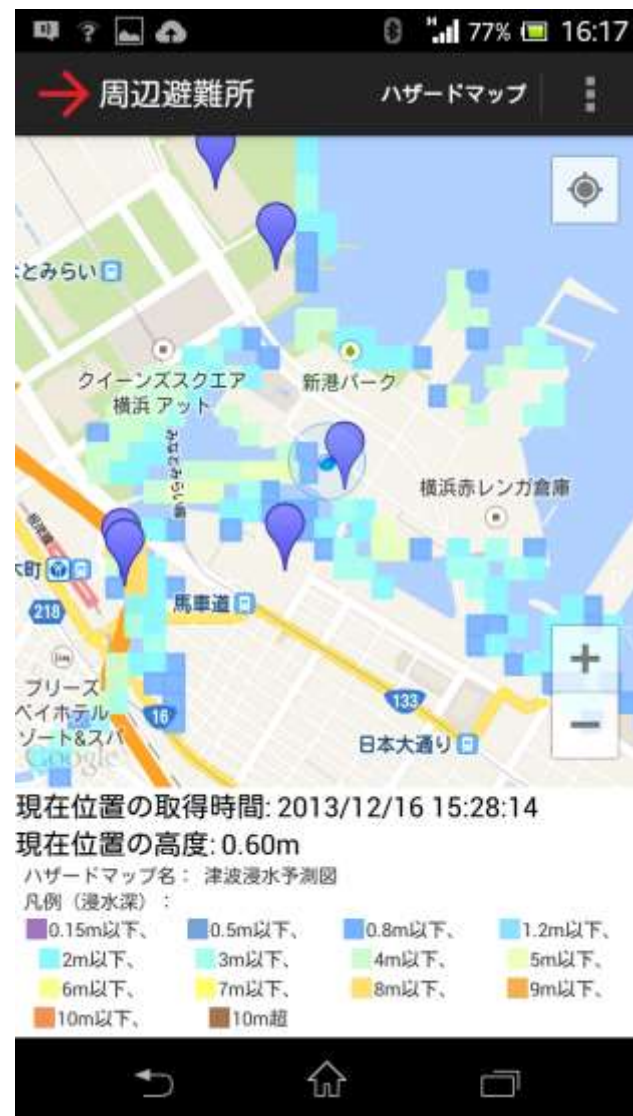 77% 16:17
周辺避難所 ハザードマップ
とみらい
クイーンズスクエア
横浜 アット
新港パーク
横浜赤レンガ倉庫
木町
218
馬車道
133
ブリーズ
ベイホテル
ゾート&スパ
16
日本大通り
Google
+
−
現在位置の取得時間: 2013/12/16 15:28:14
現在位置の高度: 0.60m
ハザードマップ名： 津波浸水予測図
凡例（浸水深）：
0.15m以下、 0.5m以下、 0.8m以下、 1.2m以下、
2m以下、 3m以下、 4m以下、 5m以下、
6m以下、 7m以下、 8m以下、 9m以下、
10m以下、 10m超